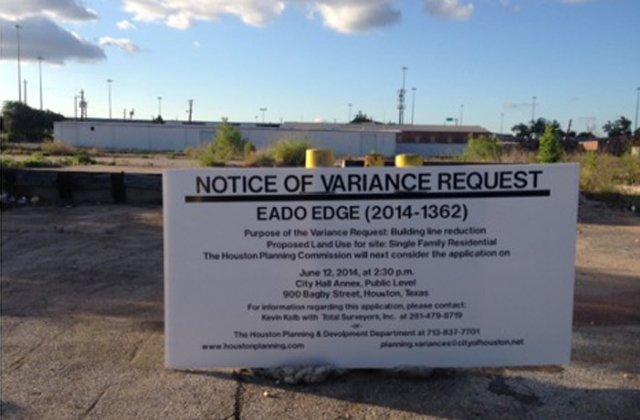 NOTICE OF VARIANCE REQUEST
EADO EDGE (2014-1362)
Purpose of the Variance Request: Building line reduction
Proposed Land Use for site: Single Family Residential
The Houston Planning Commission will next consider the application on
June 12, 2014, at 2:30 p.m.
City Hall Annex, Public Level
900 Bagby Street, Houston, Texas
For information regarding this application, please contact:
Kevin Kolb with Total Surveyors, Inc. at 281-479-8719
-or-
The Houston Planning & Devolpment Department at 713-837-7701
www.houstonplanning.com planning.variances@cityofhouston.net